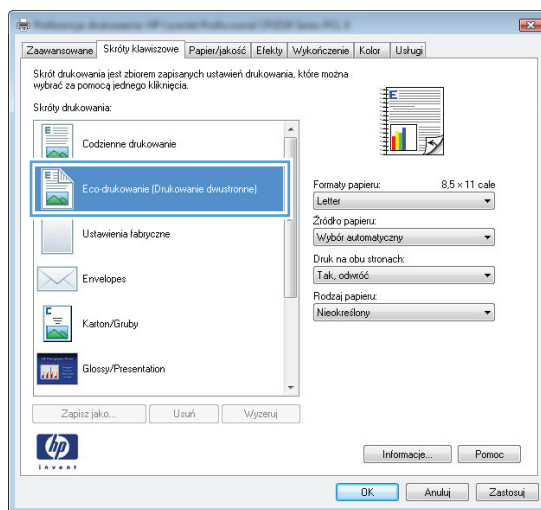 Zaawansowane Skróty klawiszowe Papier/jakość Efekty Wykończenie Kolor Usługi
Skrót drukowania jest zbiorem zapisanych ustawień drukowania, które można
wybrać za pomocą jednego kliknięcia.
Skróty drukowania:
Codzienne drukowanie
Eco-drukowanie (Drukowanie dwustronne)
Ustawienia fabryczne
Envelopes
Karton/Gruby
Glossy/Presentation
Zapisz jako... Usuń Wyzeruj
Formaty papieru: 8,5 × 11 cale
Letter
Źródło papieru:
Wybór automatyczny
Druk na obu stronach:
Tak, odwróć
Rodzaj papieru:
Nieokreślony
hp
invent
Informacje... Pomoc
OK Anuluj Zastosuj